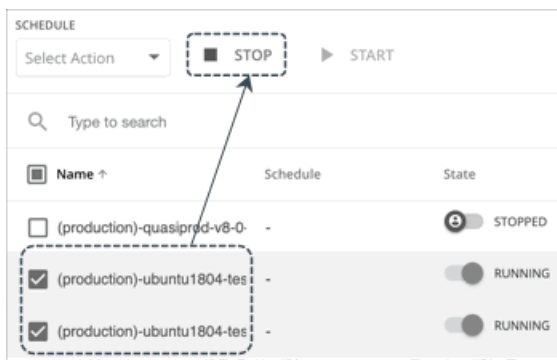 SCHEDULE
Select Action STOP START
Type to search
Name ↑ Schedule State
(production)-quasiprod-v8-0- - STOPPED
(production)-ubuntu1804-tes - RUNNING
(production)-ubuntu1804-tes - RUNNING